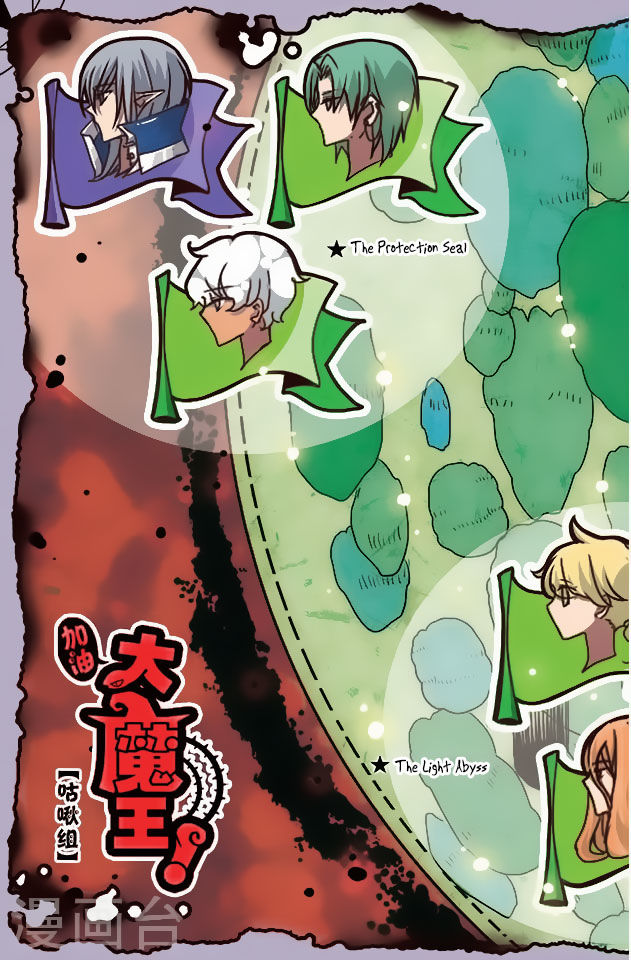 ★ The Protection Seal
★ The Light Abyss
加油
大魔王!
【咕啾组】
漫画台